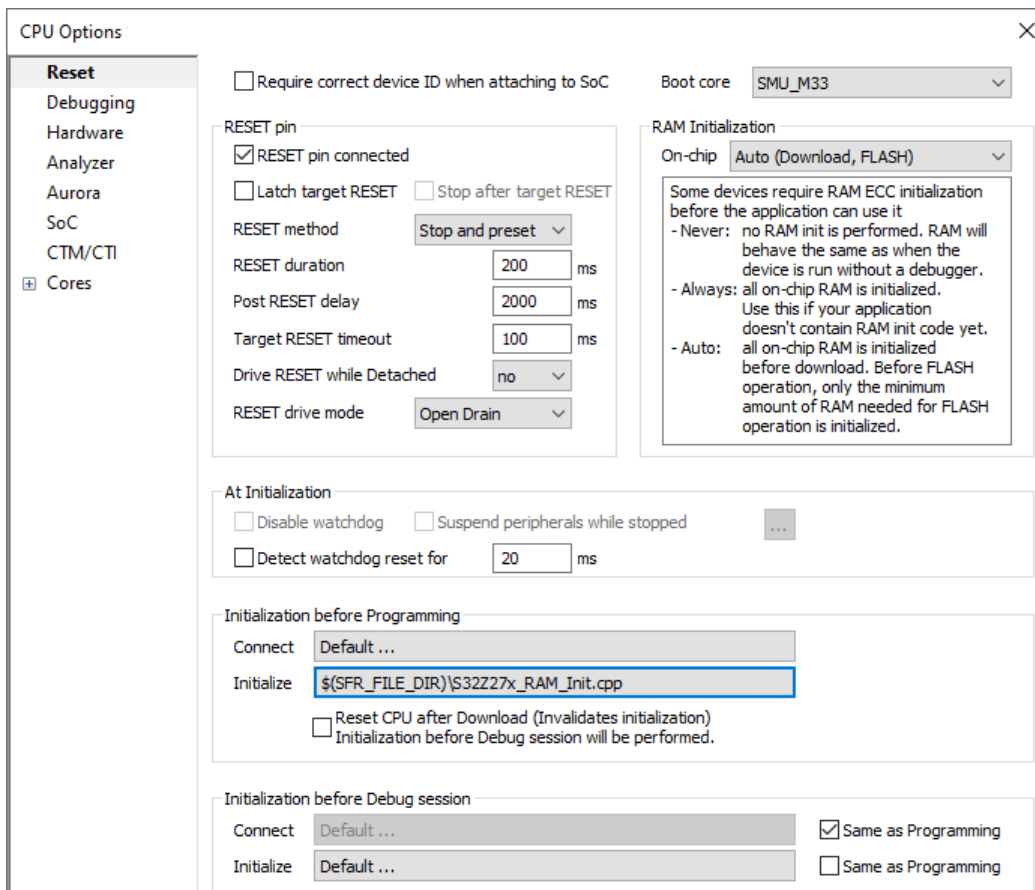 CPU Options
Reset
Debugging
Hardware
Analyzer
Aurora
SoC
CTM/CTI
Cores
Require correct device ID when attaching to SoC
Boot core SMU_M33
RESET pin
RESET pin connected
Latch target RESET Stop after target RESET
RESET method Stop and preset
RESET duration 200 ms
Post RESET delay 2000 ms
Target RESET timeout 100 ms
Drive RESET while Detached no
RESET drive mode Open Drain
RAM Initialization
On-chip Auto (Download, FLASH)
Some devices require RAM ECC initialization
before the application can use it
- Never: no RAM init is performed. RAM will
behave the same as when the
device is run without a debugger.
- Always: all on-chip RAM is initialized.
Use this if your application
doesn't contain RAM init code yet.
- Auto: all on-chip RAM is initialized
before download. Before FLASH
operation, only the minimum
amount of RAM needed for FLASH
operation is initialized.
At Initialization
Disable watchdog Suspend peripherals while stopped ...
Detect watchdog reset for 20 ms
Initialization before Programming
Connect Default ...
Initialize $(SFR_FILE_DIR)\S32Z27x_RAM_Init.cpp
Reset CPU after Download (Invalidates initialization)
Initialization before Debug session will be performed.
Initialization before Debug session
Connect Default ... Same as Programming
Initialize Default ... Same as Programming